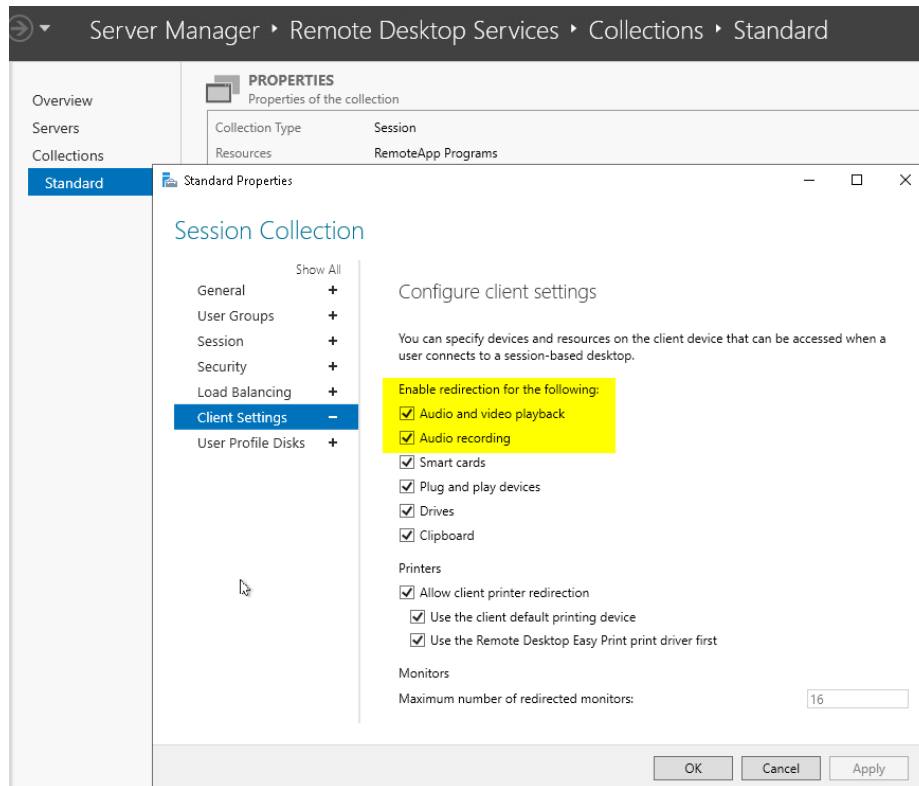 Server Manager ‣ Remote Desktop Services ‣ Collections ‣ Standard
Overview
Servers
Collections
Standard
PROPERTIES
Properties of the collection
Collection Type Session
Resources RemoteApp Programs
Standard Properties
Session Collection
Show All
General +
User Groups +
Session +
Security +
Load Balancing +
Client Settings –
User Profile Disks +
Configure client settings
You can specify devices and resources on the client device that can be accessed when a
user connects to a session-based desktop.
Enable redirection for the following:
Audio and video playback
Audio recording
Smart cards
Plug and play devices
Drives
Clipboard
Printers
Allow client printer redirection
Use the client default printing device
Use the Remote Desktop Easy Print print driver first
Monitors
Maximum number of redirected monitors: 16
OK Cancel Apply